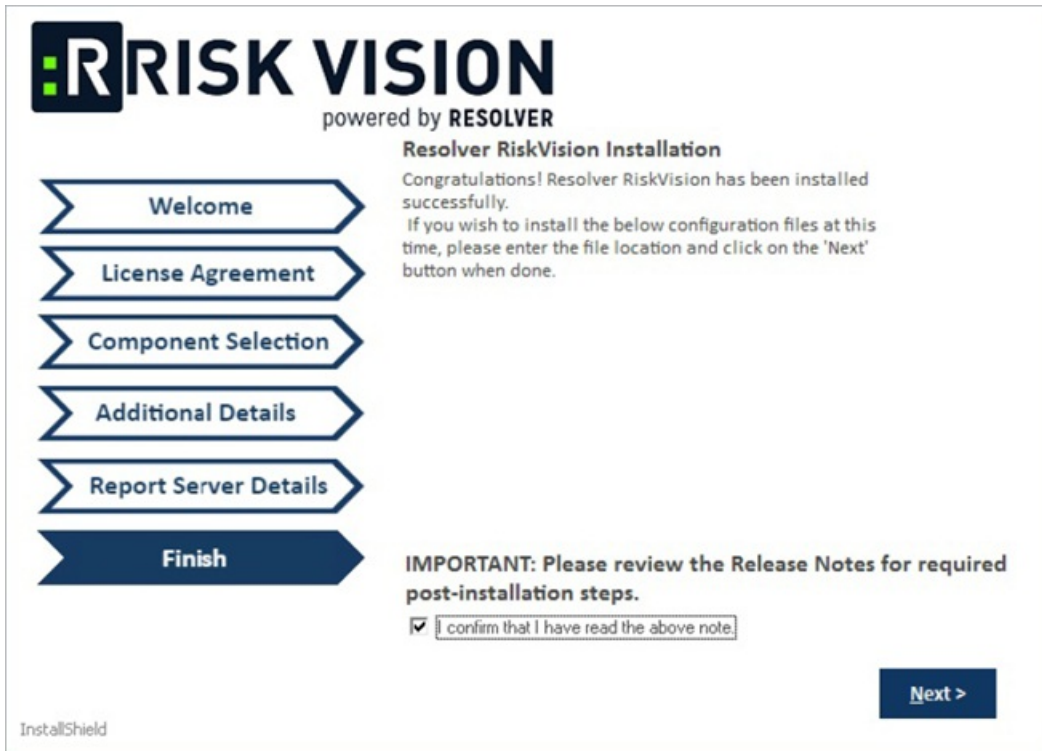 :R RISK VISION
powered by RESOLVER
Resolver RiskVision Installation
Congratulations! Resolver RiskVision has been installed
successfully.
If you wish to install the below configuration files at this
time, please enter the file location and click on the 'Next'
button when done.
Welcome
License Agreement
Component Selection
Additional Details
Report Server Details
Finish
IMPORTANT: Please review the Release Notes for required
post-installation steps.
I confirm that I have read the above note.
Next >
InstallShield